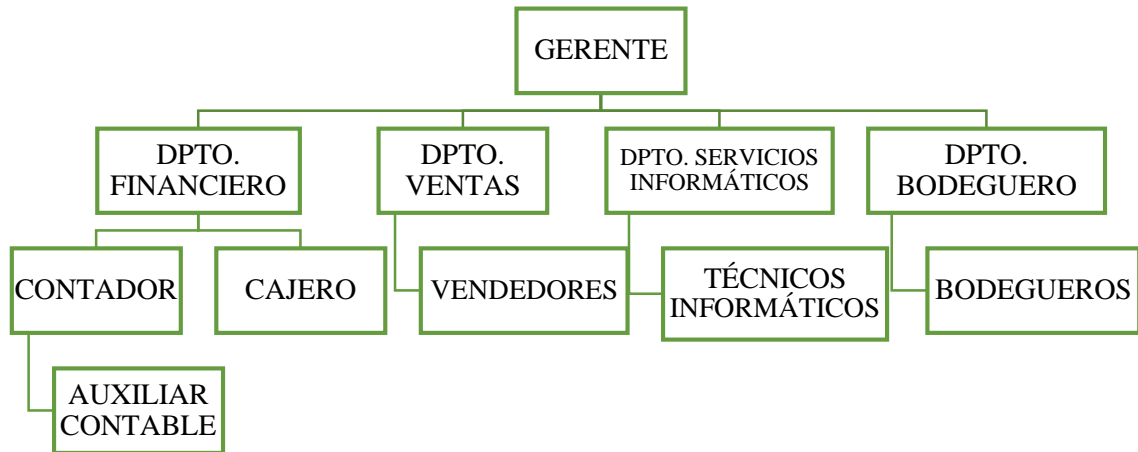 GERENTE
DPTO.
FINANCIERO
DPTO.
VENTAS
DPTO. SERVICIOS
INFORMÁTICOS
DPTO.
BODEGUERO
CONTADOR
CAJERO
VENDEDORES
TÉCNICOS
INFORMÁTICOS
BODEGUEROS
AUXILIAR
CONTABLE